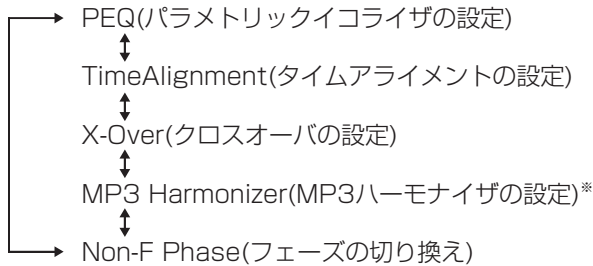 PEQ(パラメトリックイコライザの設定)
TimeAlignment(タイムアライメントの設定)
X-Over(クロスオーバの設定)
MP3 Harmonizer(MP3ハーモナイザの設定)※
Non-F Phase(フェーズの切り換え)